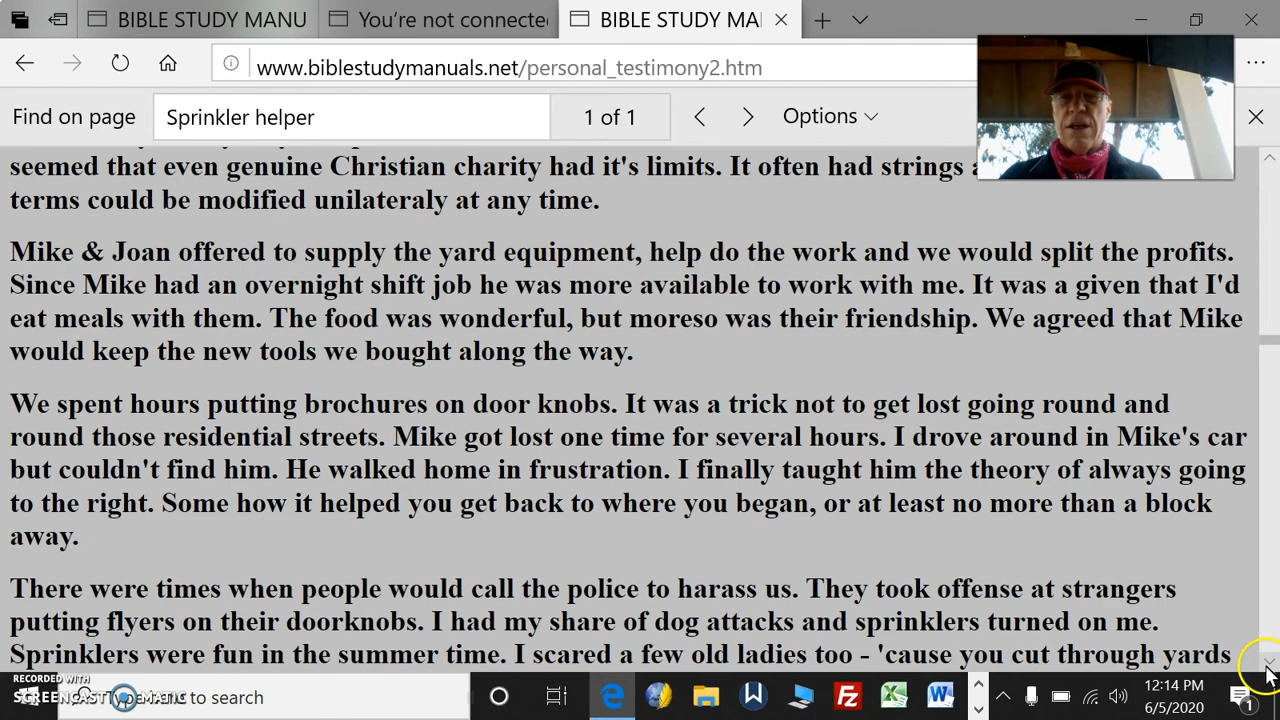 BIBLE STUDY MANU
You're not connecte
BIBLE STUDY MA
www.biblestudymanuals.net/personal_testimony2.htm
Find on page
Sprinkler helper
1 of 1
Options
seemed that even genuine Christian charity had it's limits. It often had strings
terms could be modified unilateraly at any time.
Mike & Joan offered to supply the yard equipment, help do the work and we would split the profits.
Since Mike had an overnight shift job he was more available to work with me. It was a given that I'd
eat meals with them. The food was wonderful, but moreso was their friendship. We agreed that Mike
would keep the new tools we bought along the way.
We spent hours putting brochures on door knobs. It was a trick not to get lost going round and
round those residential streets. Mike got lost one time for several hours. I drove around in Mike's car
but couldn't find him. He walked home in frustration. I finally taught him the theory of always going
to the right. Some how it helped you get back to where you began, or at least no more than a block
away.
There were times when people would call the police to harass us. They took offense at strangers
putting flyers on their doorknobs. I had my share of dog attacks and sprinklers turned on me.
Sprinklers were fun in the summer time. I scared a few old ladies too - 'cause you cut through yards
RECORDED WITH
SCREENCAST-O-MATIC
to search
12:14 PM
6/5/2020
1